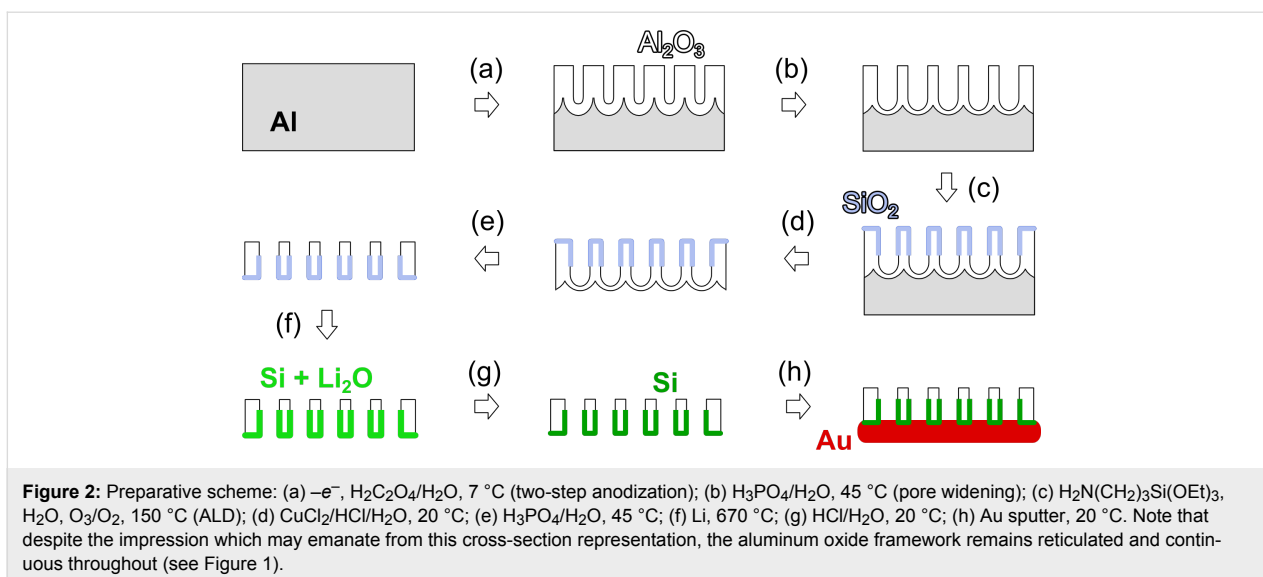 (a) Al₂O₃ (b)
Al
(c)
SiO₂
(e) (d)
(f)
Si + Li₂O (g) Si (h)
Au
Figure 2: Preparative scheme: (a) –e⁻, H₂C₂O₄/H₂O, 7 °C (two-step anodization); (b) H₃PO₄/H₂O, 45 °C (pore widening); (c) H₂N(CH₂)₃Si(OEt)₃,
H₂O, O₃/O₂, 150 °C (ALD); (d) CuCl₂/HCl/H₂O, 20 °C; (e) H₃PO₄/H₂O, 45 °C; (f) Li, 670 °C; (g) HCl/H₂O, 20 °C; (h) Au sputter, 20 °C. Note that
despite the impression which may emanate from this cross-section representation, the aluminum oxide framework remains reticulated and contin-
uous throughout (see Figure 1).